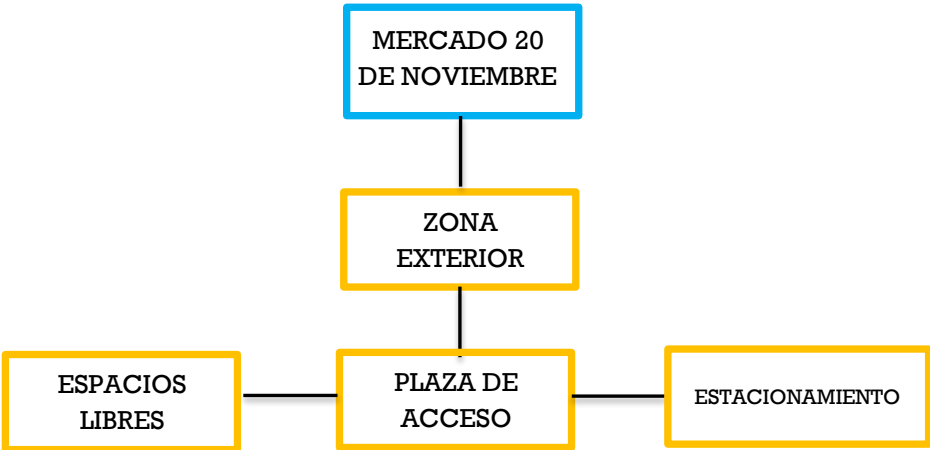 MERCADO 20
DE NOVIEMBRE
ZONA
EXTERIOR
ESPACIOS
LIBRES
PLAZA DE
ACCESO
ESTACIONAMIENTO